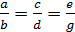 a/b = c/d = e/g